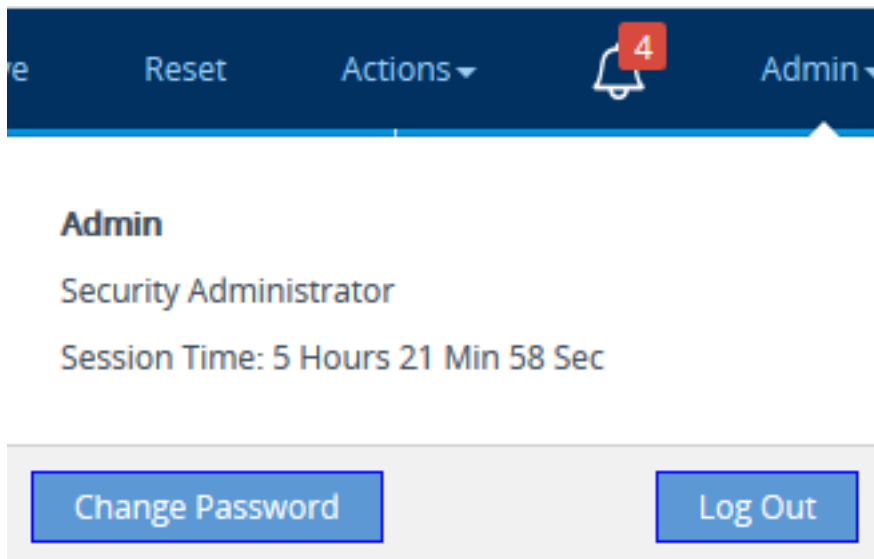 Reset Actions 4 Admin
Admin
Security Administrator
Session Time: 5 Hours 21 Min 58 Sec
Change Password Log Out